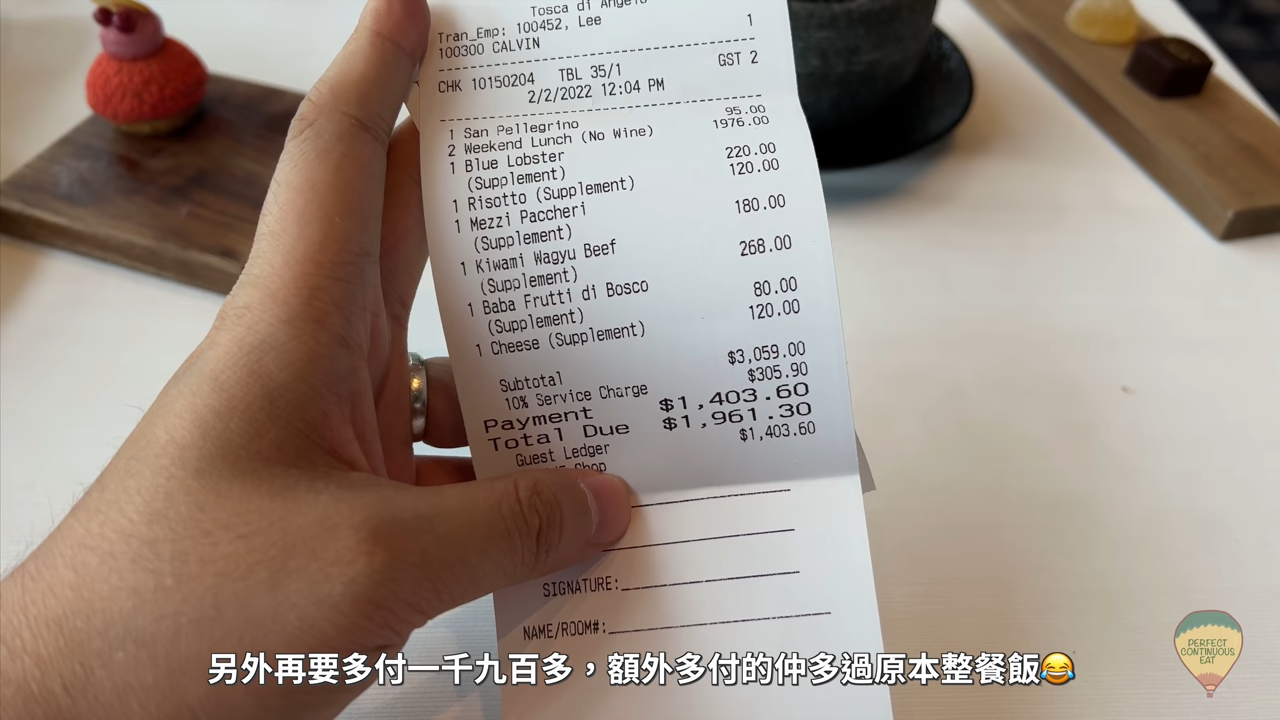 Tosca di Angelo
Tran_Emp: 100452, Lee 1
100300 CALVIN
CHK 10150204 TBL 35/1 GST 2
2/2/2022 12:04 PM
1 San Pellegrino 95.00
2 Weekend Lunch (No Wine) 1976.00
1 Blue Lobster
(Supplement) 220.00
1 Risotto (Supplement) 120.00
1 Mezzi Paccheri
(Supplement) 180.00
1 Kiwami Wagyu Beef
(Supplement) 268.00
1 Baba Frutti di Bosco
(Supplement) 80.00
1 Cheese (Supplement) 120.00
Subtotal $3,059.00
10% Service Charge $305.90
Payment $1,403.60
Total Due $1,961.30
Guest Ledger $1,403.60
Shop
SIGNATURE:
NAME/ROOM#:
另外再要多付一千九百多，額外多付的仲多過原本整餐飯😂
PERFECT
CONTINUOUS
EAT